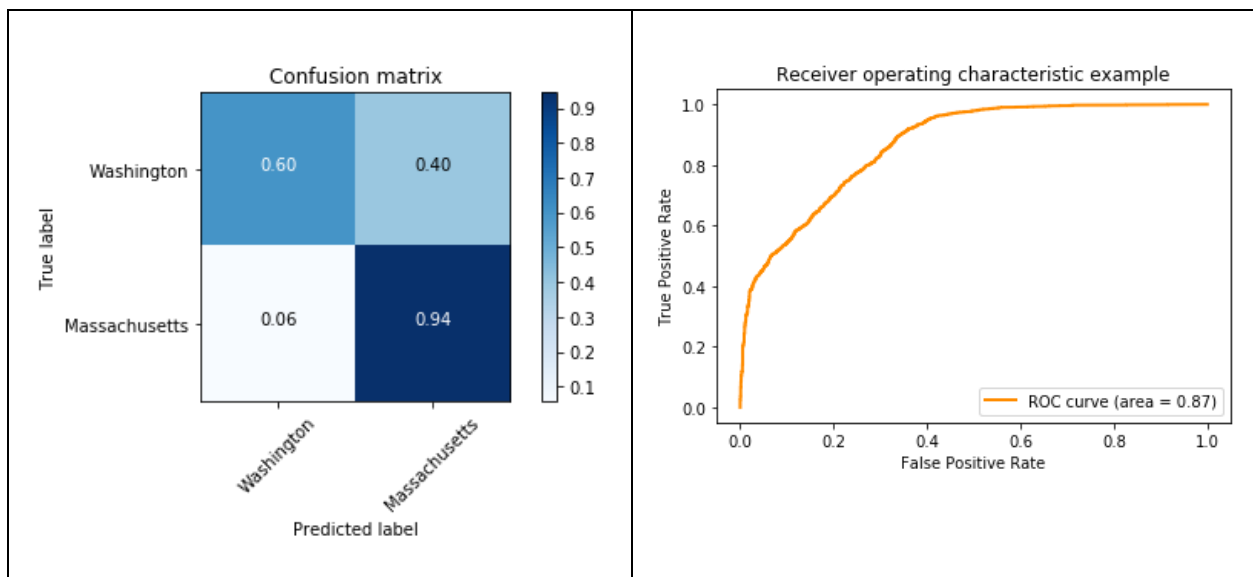 Confusion matrix
Washington
Massachusetts
True label
0.60
0.40
0.06
0.94
Washington
Massachusetts
Predicted label
0.9
0.8
0.7
0.6
0.5
0.4
0.3
0.2
0.1
Receiver operating characteristic example
True Positive Rate
1.0
0.8
0.6
0.4
0.2
0.0
ROC curve (area = 0.87)
0.0
0.2
0.4
0.6
0.8
1.0
False Positive Rate